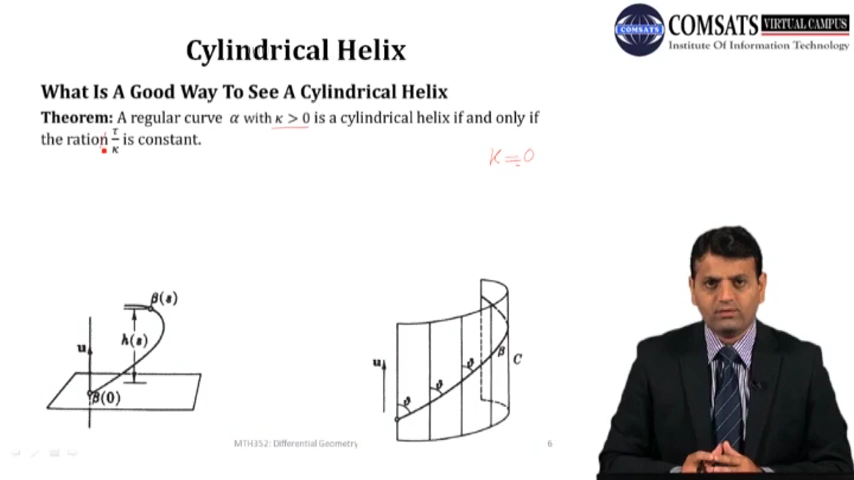 Cylindrical Helix
COMSATS VIRTUAL CAMPUS
COMSATS
Institute Of Information Technology
What Is A Good Way To See A Cylindrical Helix
Theorem: A regular curve α with κ > 0 is a cylindrical helix if and only if
the ration τ/κ is constant.
K = 0
β(s)
u
h(s)
β(0)
u
ϑ
ϑ
ϑ
β
C
MTH352: Differential Geometry
6